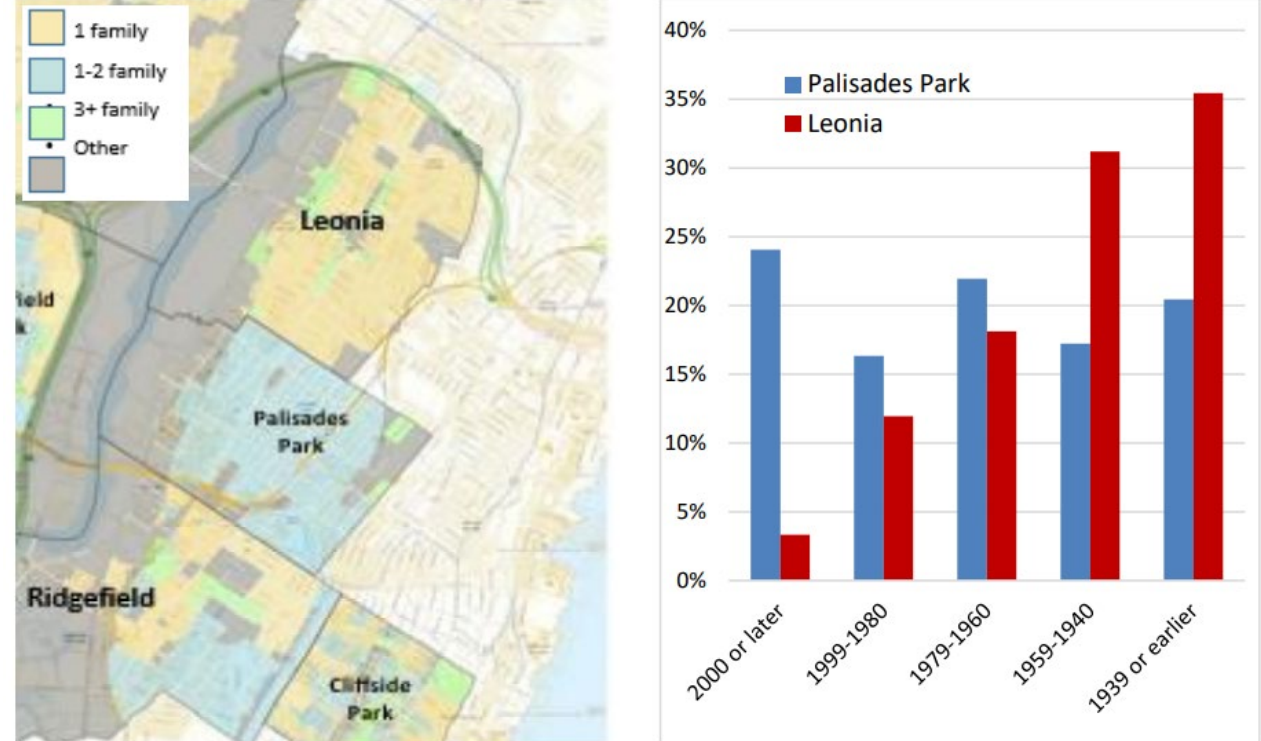 1 family
1-2 family
3+ family
Other
Leonia
ield
k
Palisades
Park
Ridgefield
Cliffside
Park
40%
35%
30%
25%
20%
15%
10%
5%
0%
Palisades Park
Leonia
2000 or later
1999-1980
1979-1960
1959-1940
1939 or earlier